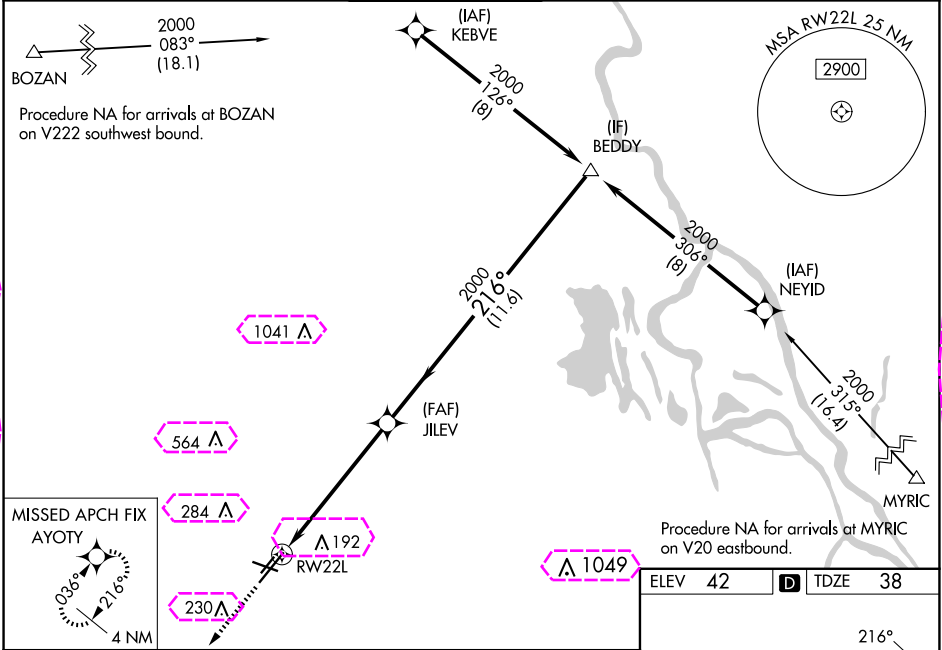 2000
083°
(18.1)
BOZAN
Procedure NA for arrivals at BOZAN
on V222 southwest bound.
(IAF)
KEBVE
2000
126°
(8)
(IF)
BEDDY
MSA RW22L 25 NM
2900
2000
306°
(8)
(IAF)
NEYID
2000
216°
(11.6)
1041
(FAF)
JILEV
2000
315°
(16.4)
MYRIC
Procedure NA for arrivals at MYRIC
on V20 eastbound.
564
284
192
RW22L
230
1049
MISSED APCH FIX
AYOTY
036°
216°
4 NM
ELEV 42 D TDZE 38
216°